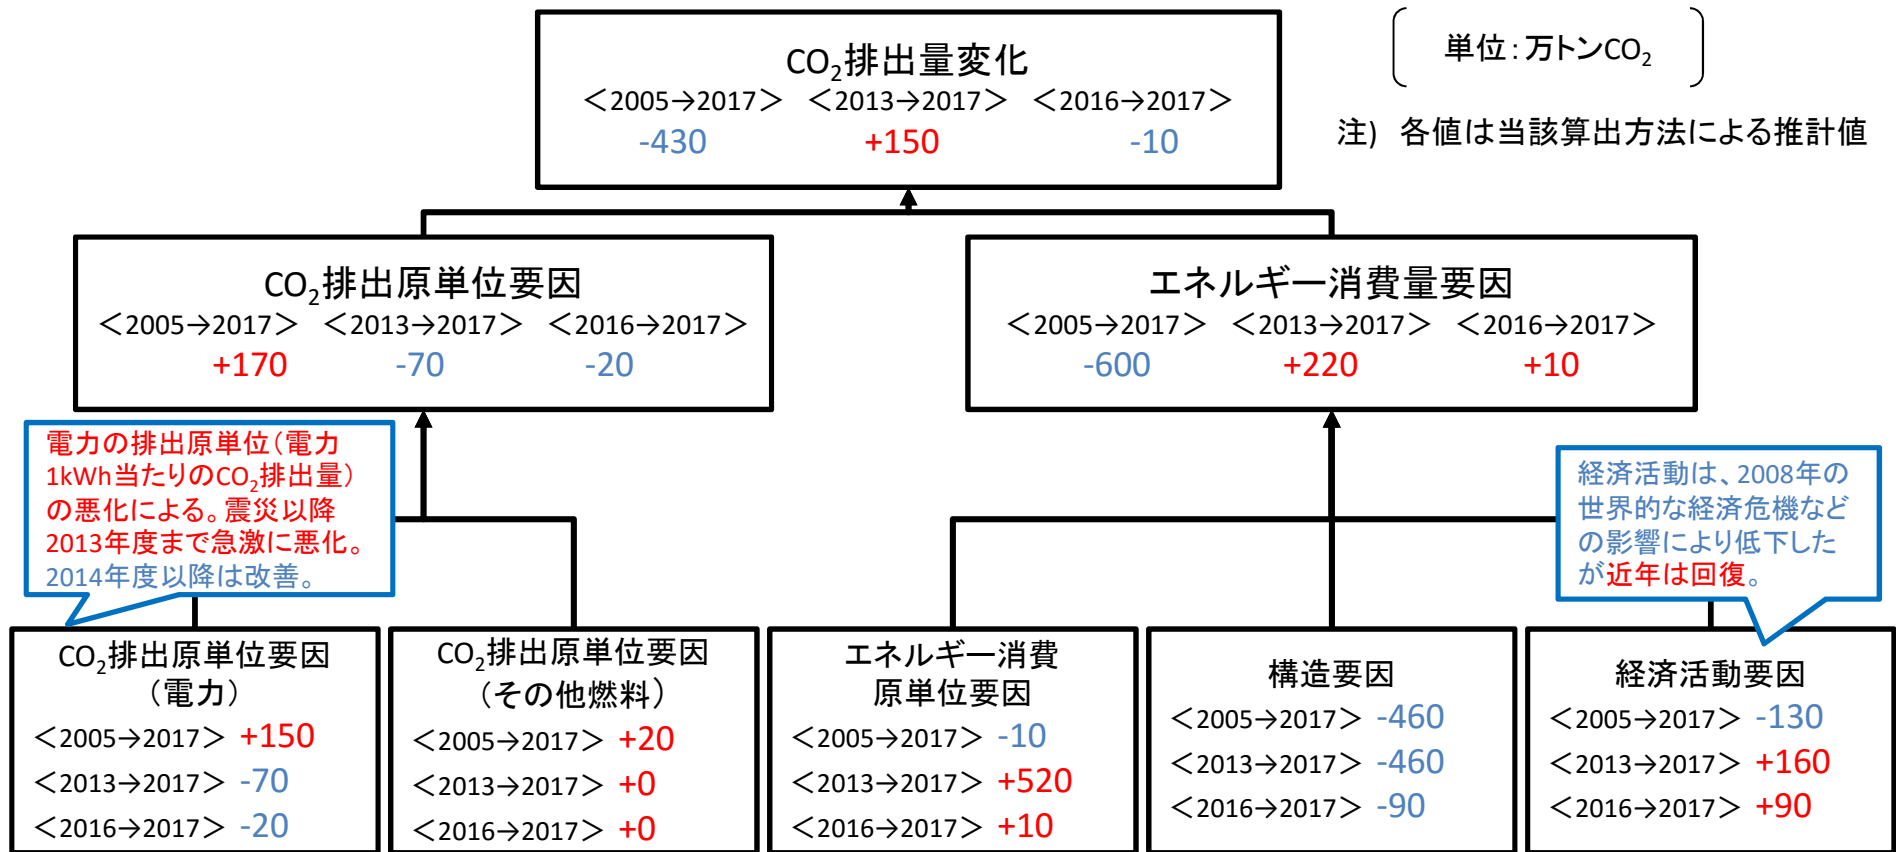 CO₂排出量変化
＜2005→2017＞ ＜2013→2017＞ ＜2016→2017＞
-430 +150 -10
単位：万トンCO₂
注） 各値は当該算出方法による推計値
CO₂排出原単位要因
＜2005→2017＞ ＜2013→2017＞ ＜2016→2017＞
+170 -70 -20
エネルギー消費量要因
＜2005→2017＞ ＜2013→2017＞ ＜2016→2017＞
-600 +220 +10
電力の排出原単位（電力
1kWh当たりのCO₂排出量）
の悪化による。震災以降
2013年度まで急激に悪化。
2014年度以降は改善。
経済活動は、2008年の
世界的な経済危機など
の影響により低下した
が近年は回復。
CO₂排出原単位要因
（電力）
＜2005→2017＞ +150
＜2013→2017＞ -70
＜2016→2017＞ -20
CO₂排出原単位要因
（その他燃料）
＜2005→2017＞ +20
＜2013→2017＞ +0
＜2016→2017＞ +0
エネルギー消費
原単位要因
＜2005→2017＞ -10
＜2013→2017＞ +520
＜2016→2017＞ +10
構造要因
＜2005→2017＞ -460
＜2013→2017＞ -460
＜2016→2017＞ -90
経済活動要因
＜2005→2017＞ -130
＜2013→2017＞ +160
＜2016→2017＞ +90